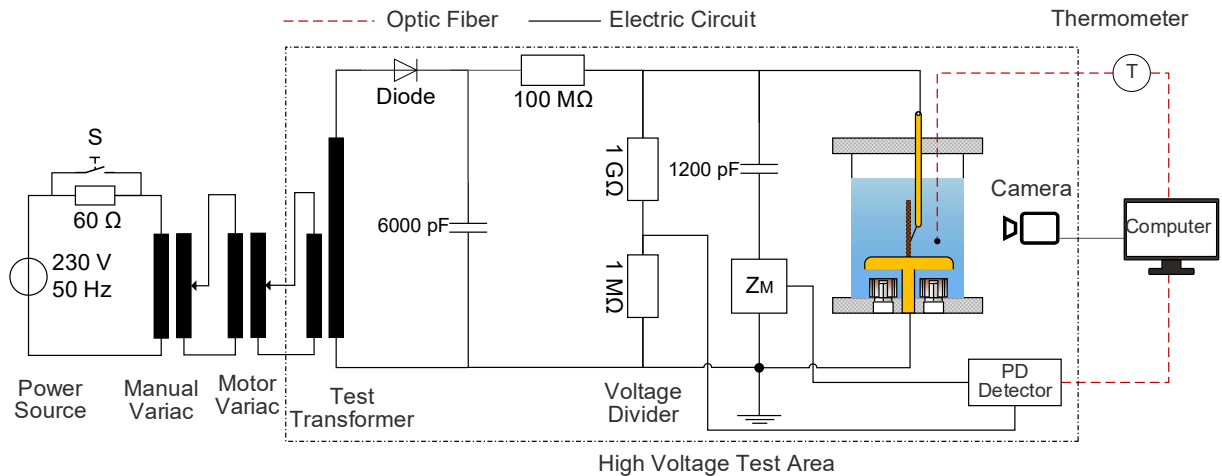 Optic Fiber
Electric Circuit
Thermometer
T
Diode
100 MΩ
S
60 Ω
230 V
50 Hz
6000 pF
1 GΩ
1 MΩ
1200 pF
ZM
Camera
Computer
PD
Detector
Power
Source
Manual
Variac
Motor
Variac
Test
Transformer
Voltage
Divider
High Voltage Test Area